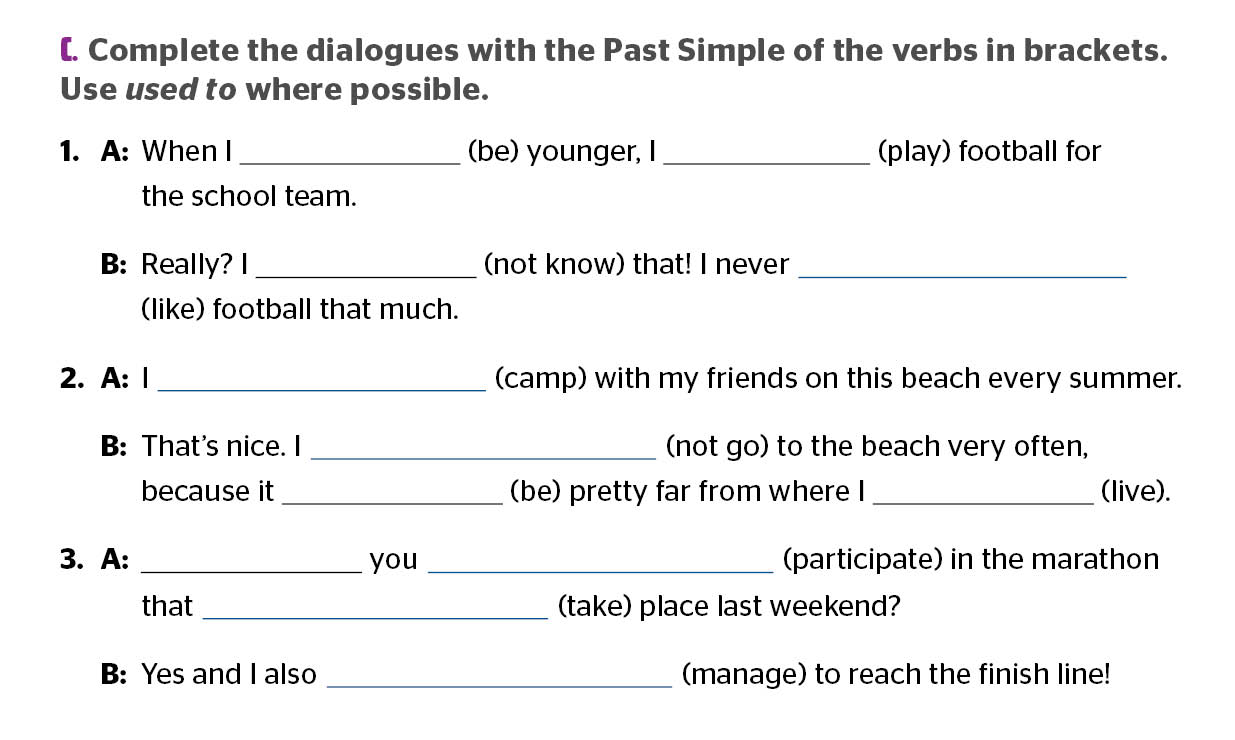 C. Complete the dialogues with the Past Simple of the verbs in brackets.
Use used to where possible.
1. A: When I ______________ (be) younger, I ______________ (play) football for
the school team.
B: Really? I ______________ (not know) that! I never ______________
(like) football that much.
2. A: I ______________ (camp) with my friends on this beach every summer.
B: That’s nice. I ______________ (not go) to the beach very often,
because it ______________ (be) pretty far from where I ______________ (live).
3. A: ______________ you ______________ (participate) in the marathon
that ______________ (take) place last weekend?
B: Yes and I also ______________ (manage) to reach the finish line!